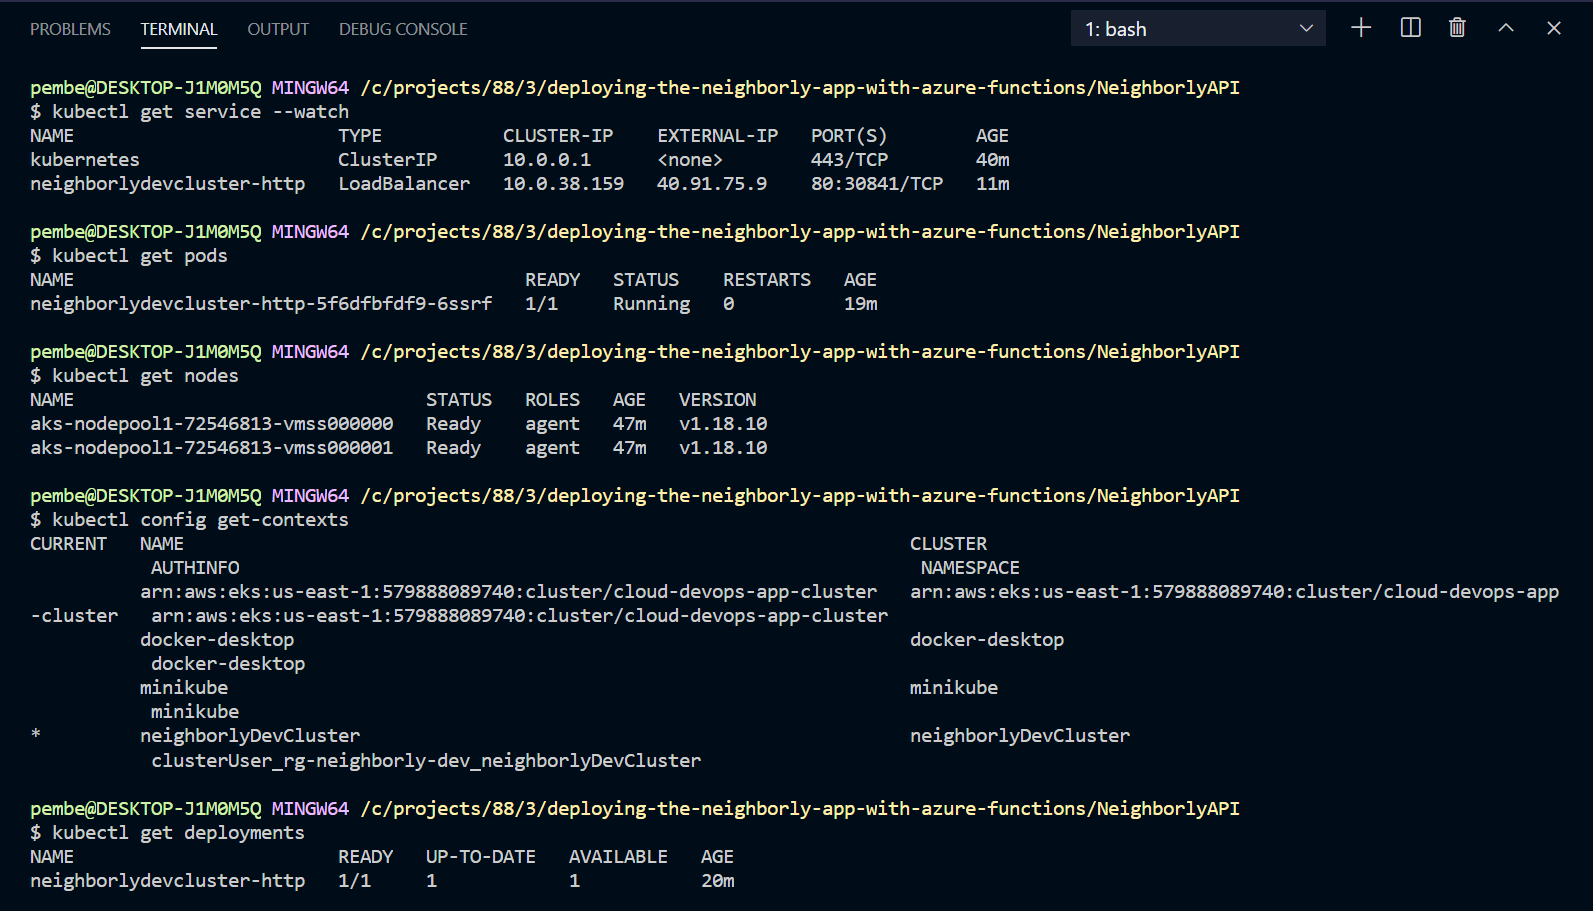 PROBLEMS TERMINAL OUTPUT DEBUG CONSOLE 1: bash
pembe@DESKTOP-J1M0M5Q MINGW64 /c/projects/88/3/deploying-the-neighborly-app-with-azure-functions/NeighborlyAPI
$ kubectl get service --watch
NAME TYPE CLUSTER-IP EXTERNAL-IP PORT(S) AGE
kubernetes ClusterIP 10.0.0.1 <none> 443/TCP 40m
neighborlydevcluster-http LoadBalancer 10.0.38.159 40.91.75.9 80:30841/TCP 11m
pembe@DESKTOP-J1M0M5Q MINGW64 /c/projects/88/3/deploying-the-neighborly-app-with-azure-functions/NeighborlyAPI
$ kubectl get pods
NAME READY STATUS RESTARTS AGE
neighborlydevcluster-http-5f6dfbfdf9-6ssrf 1/1 Running 0 19m
pembe@DESKTOP-J1M0M5Q MINGW64 /c/projects/88/3/deploying-the-neighborly-app-with-azure-functions/NeighborlyAPI
$ kubectl get nodes
NAME STATUS ROLES AGE VERSION
aks-nodepool1-72546813-vmss000000 Ready agent 47m v1.18.10
aks-nodepool1-72546813-vmss000001 Ready agent 47m v1.18.10
pembe@DESKTOP-J1M0M5Q MINGW64 /c/projects/88/3/deploying-the-neighborly-app-with-azure-functions/NeighborlyAPI
$ kubectl config get-contexts
CURRENT NAME CLUSTER
AUTHINFO NAMESPACE
arn:aws:eks:us-east-1:579888089740:cluster/cloud-devops-app-cluster arn:aws:eks:us-east-1:579888089740:cluster/cloud-devops-app
-cluster arn:aws:eks:us-east-1:579888089740:cluster/cloud-devops-app-cluster
docker-desktop docker-desktop
docker-desktop
minikube minikube
minikube
* neighborlyDevCluster neighborlyDevCluster
clusterUser_rg-neighborly-dev_neighborlyDevCluster
pembe@DESKTOP-J1M0M5Q MINGW64 /c/projects/88/3/deploying-the-neighborly-app-with-azure-functions/NeighborlyAPI
$ kubectl get deployments
NAME READY UP-TO-DATE AVAILABLE AGE
neighborlydevcluster-http 1/1 1 1 20m